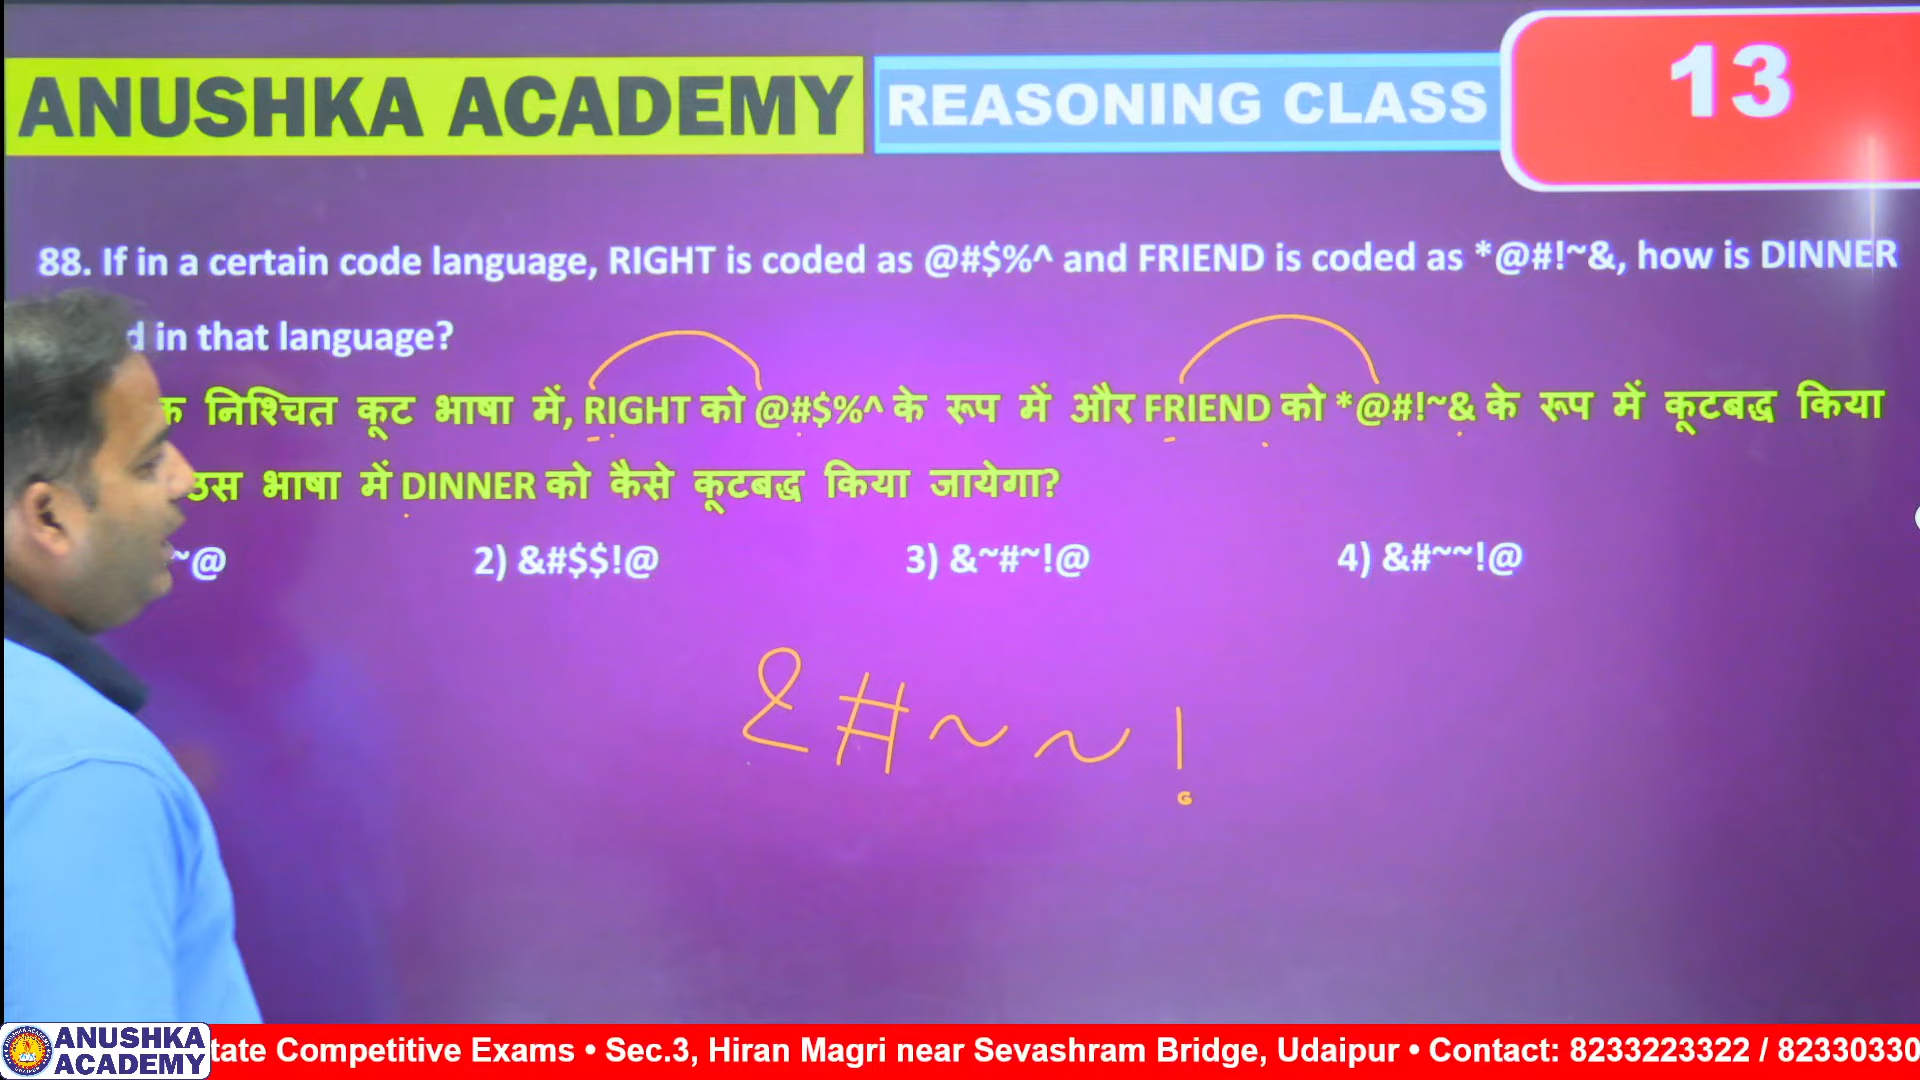 ANUSHKA ACADEMY
REASONING CLASS
13
88. If in a certain code language, RIGHT is coded as @#$%^ and FRIEND is coded as *@#!~&, how is DINNER
d in that language?
क निश्चित कूट भाषा में, RIGHT को @#$%^ के रूप में और FRIEND को *@#!~& के रूप में कूटबद्ध किया
उस भाषा में DINNER को कैसे कूटबद्ध किया जायेगा?
~@ 2) &#$$!@ 3) &~#~!@ 4) &#~~!@
&#~~!
ANUSHKA ACADEMY
tate Competitive Exams • Sec.3, Hiran Magri near Sevashram Bridge, Udaipur • Contact: 8233223322 / 82330330